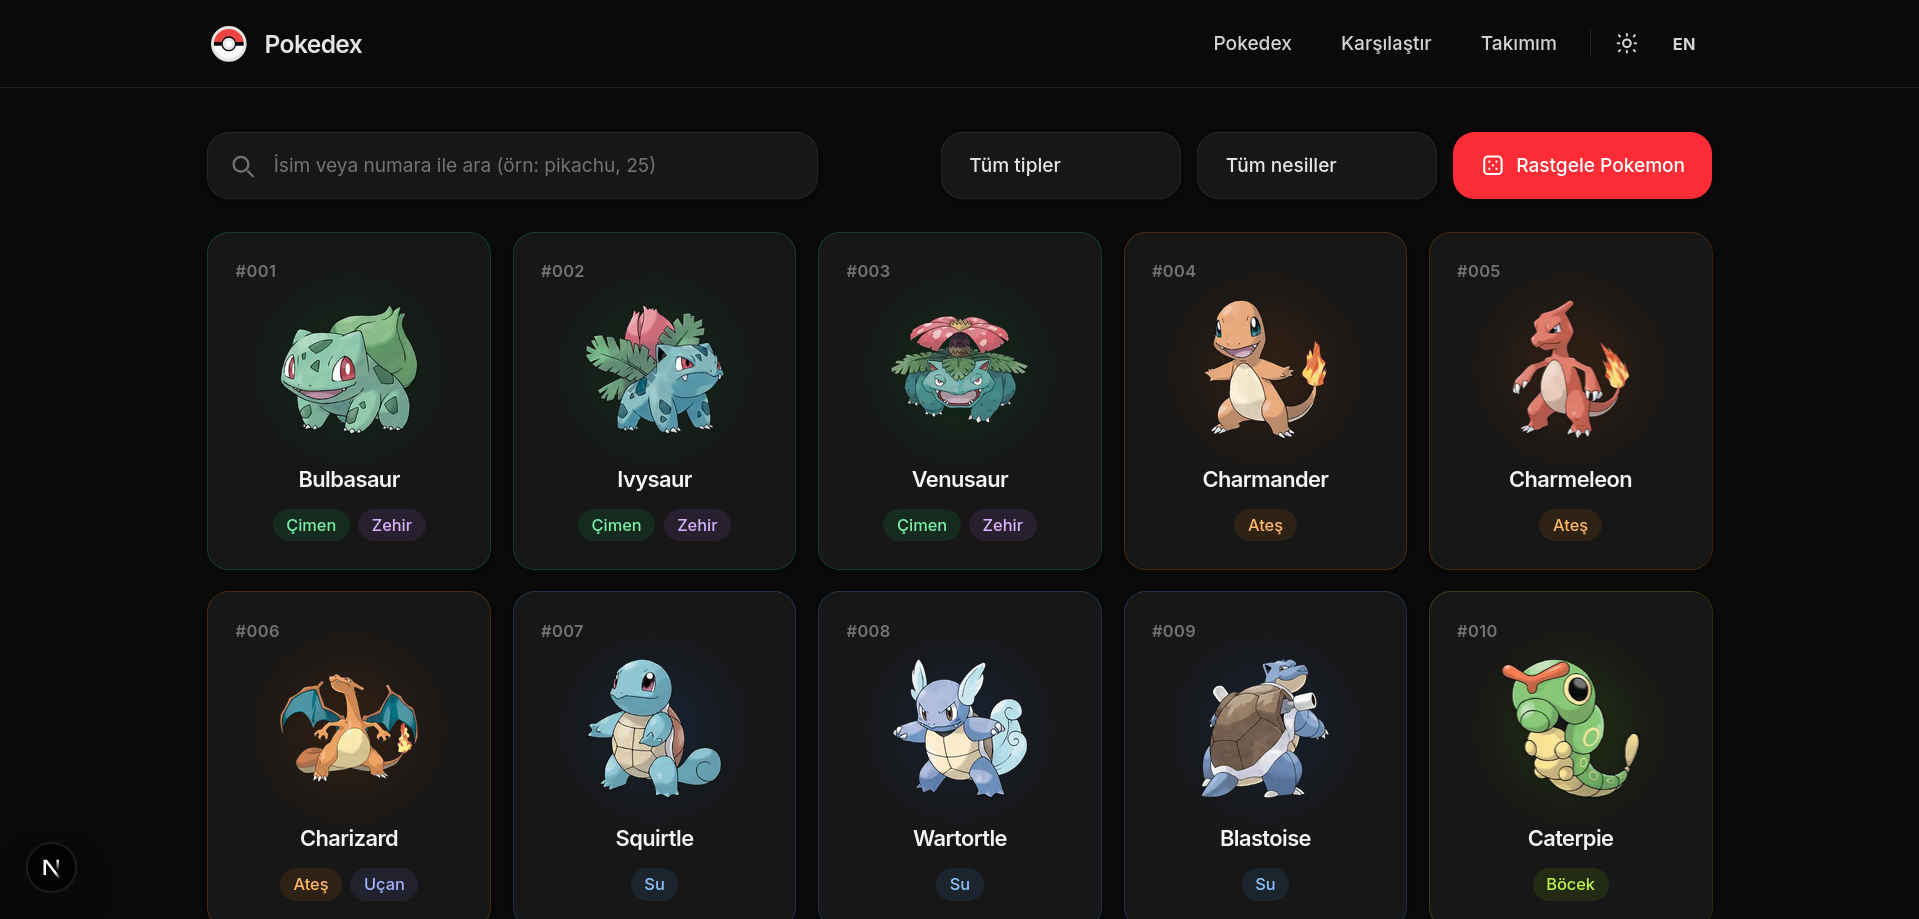 Pokedex
Pokedex
Karşılaştır
Takımım
EN
İsim veya numara ile ara (örn: pikachu, 25)
Tüm tipler
Tüm nesiller
Rastgele Pokemon
#001
Bulbasaur
Çimen Zehir
#002
Ivysaur
Çimen Zehir
#003
Venusaur
Çimen Zehir
#004
Charmander
Ateş
#005
Charmeleon
Ateş
#006
Charizard
Ateş Uçan
#007
Squirtle
Su
#008
Wartortle
Su
#009
Blastoise
Su
#010
Caterpie
Böcek
N